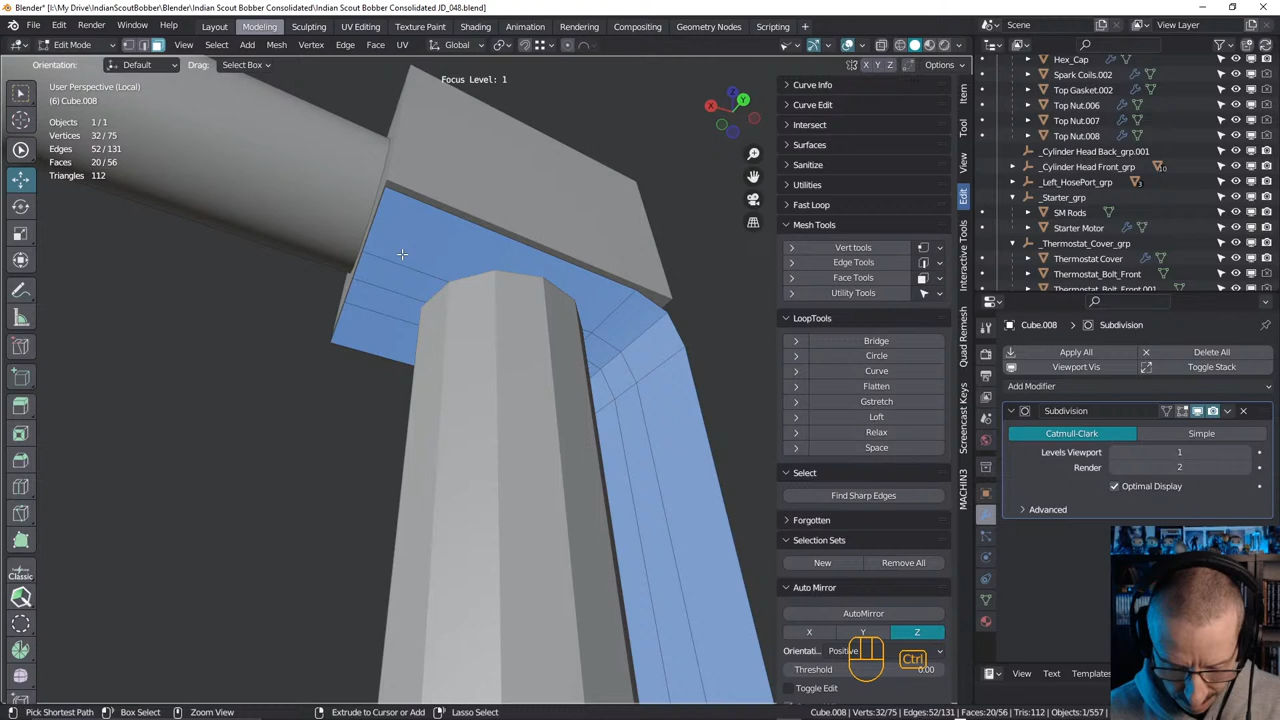 Blender* [I:\My Drive\IndianScoutBobber\Blender\Indian Scout Bobber Consolidated\Indian Scout Bobber Consolidated JD_048.blend]
File Edit Render Window Help Layout Modeling Sculpting UV Editing Texture Paint Shading Animation Rendering Compositing Geometry Nodes Scripting Scene View Layer
Edit Mode View Select Add Mesh Vertex Edge Face UV Global X Y Z Options
Orientation: Default Drag: Select Box
Focus Level: 1
User Perspective (Local)
(6) Cube.008
Objects 1 / 1
Vertices 32 / 75
Edges 52 / 131
Faces 20 / 56
Triangles 112
X Y Z
Classic
Curve Info
Curve Edit
Intersect
Surfaces
Sanitize
Utilities
Fast Loop
Mesh Tools
Vert tools
Edge Tools
Face Tools
Utility Tools
LoopTools
Bridge
Circle
Curve
Flatten
Gstretch
Loft
Relax
Space
Select
Find Sharp Edges
Forgotten
Selection Sets
New Remove All
Auto Mirror
AutoMirror
X Y Z
Orientati.. Positive
Threshold 0.00
Toggle Edit
Ctrl
Item
Tool
View
Edit
Interactive Tools
Quad Remesh
Screencast Keys
MACHIN3
Hex_Cap
Spark Coils.002
Top Gasket.002
Top Nut.006
Top Nut.007
Top Nut.008
_Cylinder Head Back_grp.001
_Cylinder Head Front_grp 10
_Left_HosePort_grp 3
_Starter_grp
SM Rods
Starter Motor
_Thermostat_Cover_grp
Thermostat Cover
Thermostat_Bolt_Front
Thermostat_Bolt_Front.001
Cube.008 Subdivision
Apply All Delete All
Viewport Vis Toggle Stack
Add Modifier
Subdivision
Catmull-Clark Simple
Levels Viewport 1
Render 2
Optimal Display
Advanced
View Text Templates
Pick Shortest Path Box Select Zoom View Extrude to Cursor or Add Lasso Select
Cube.008 | Verts:32/75 | Edges:52/131 | Faces:20/56 | Tris:112 | Objects:1/557